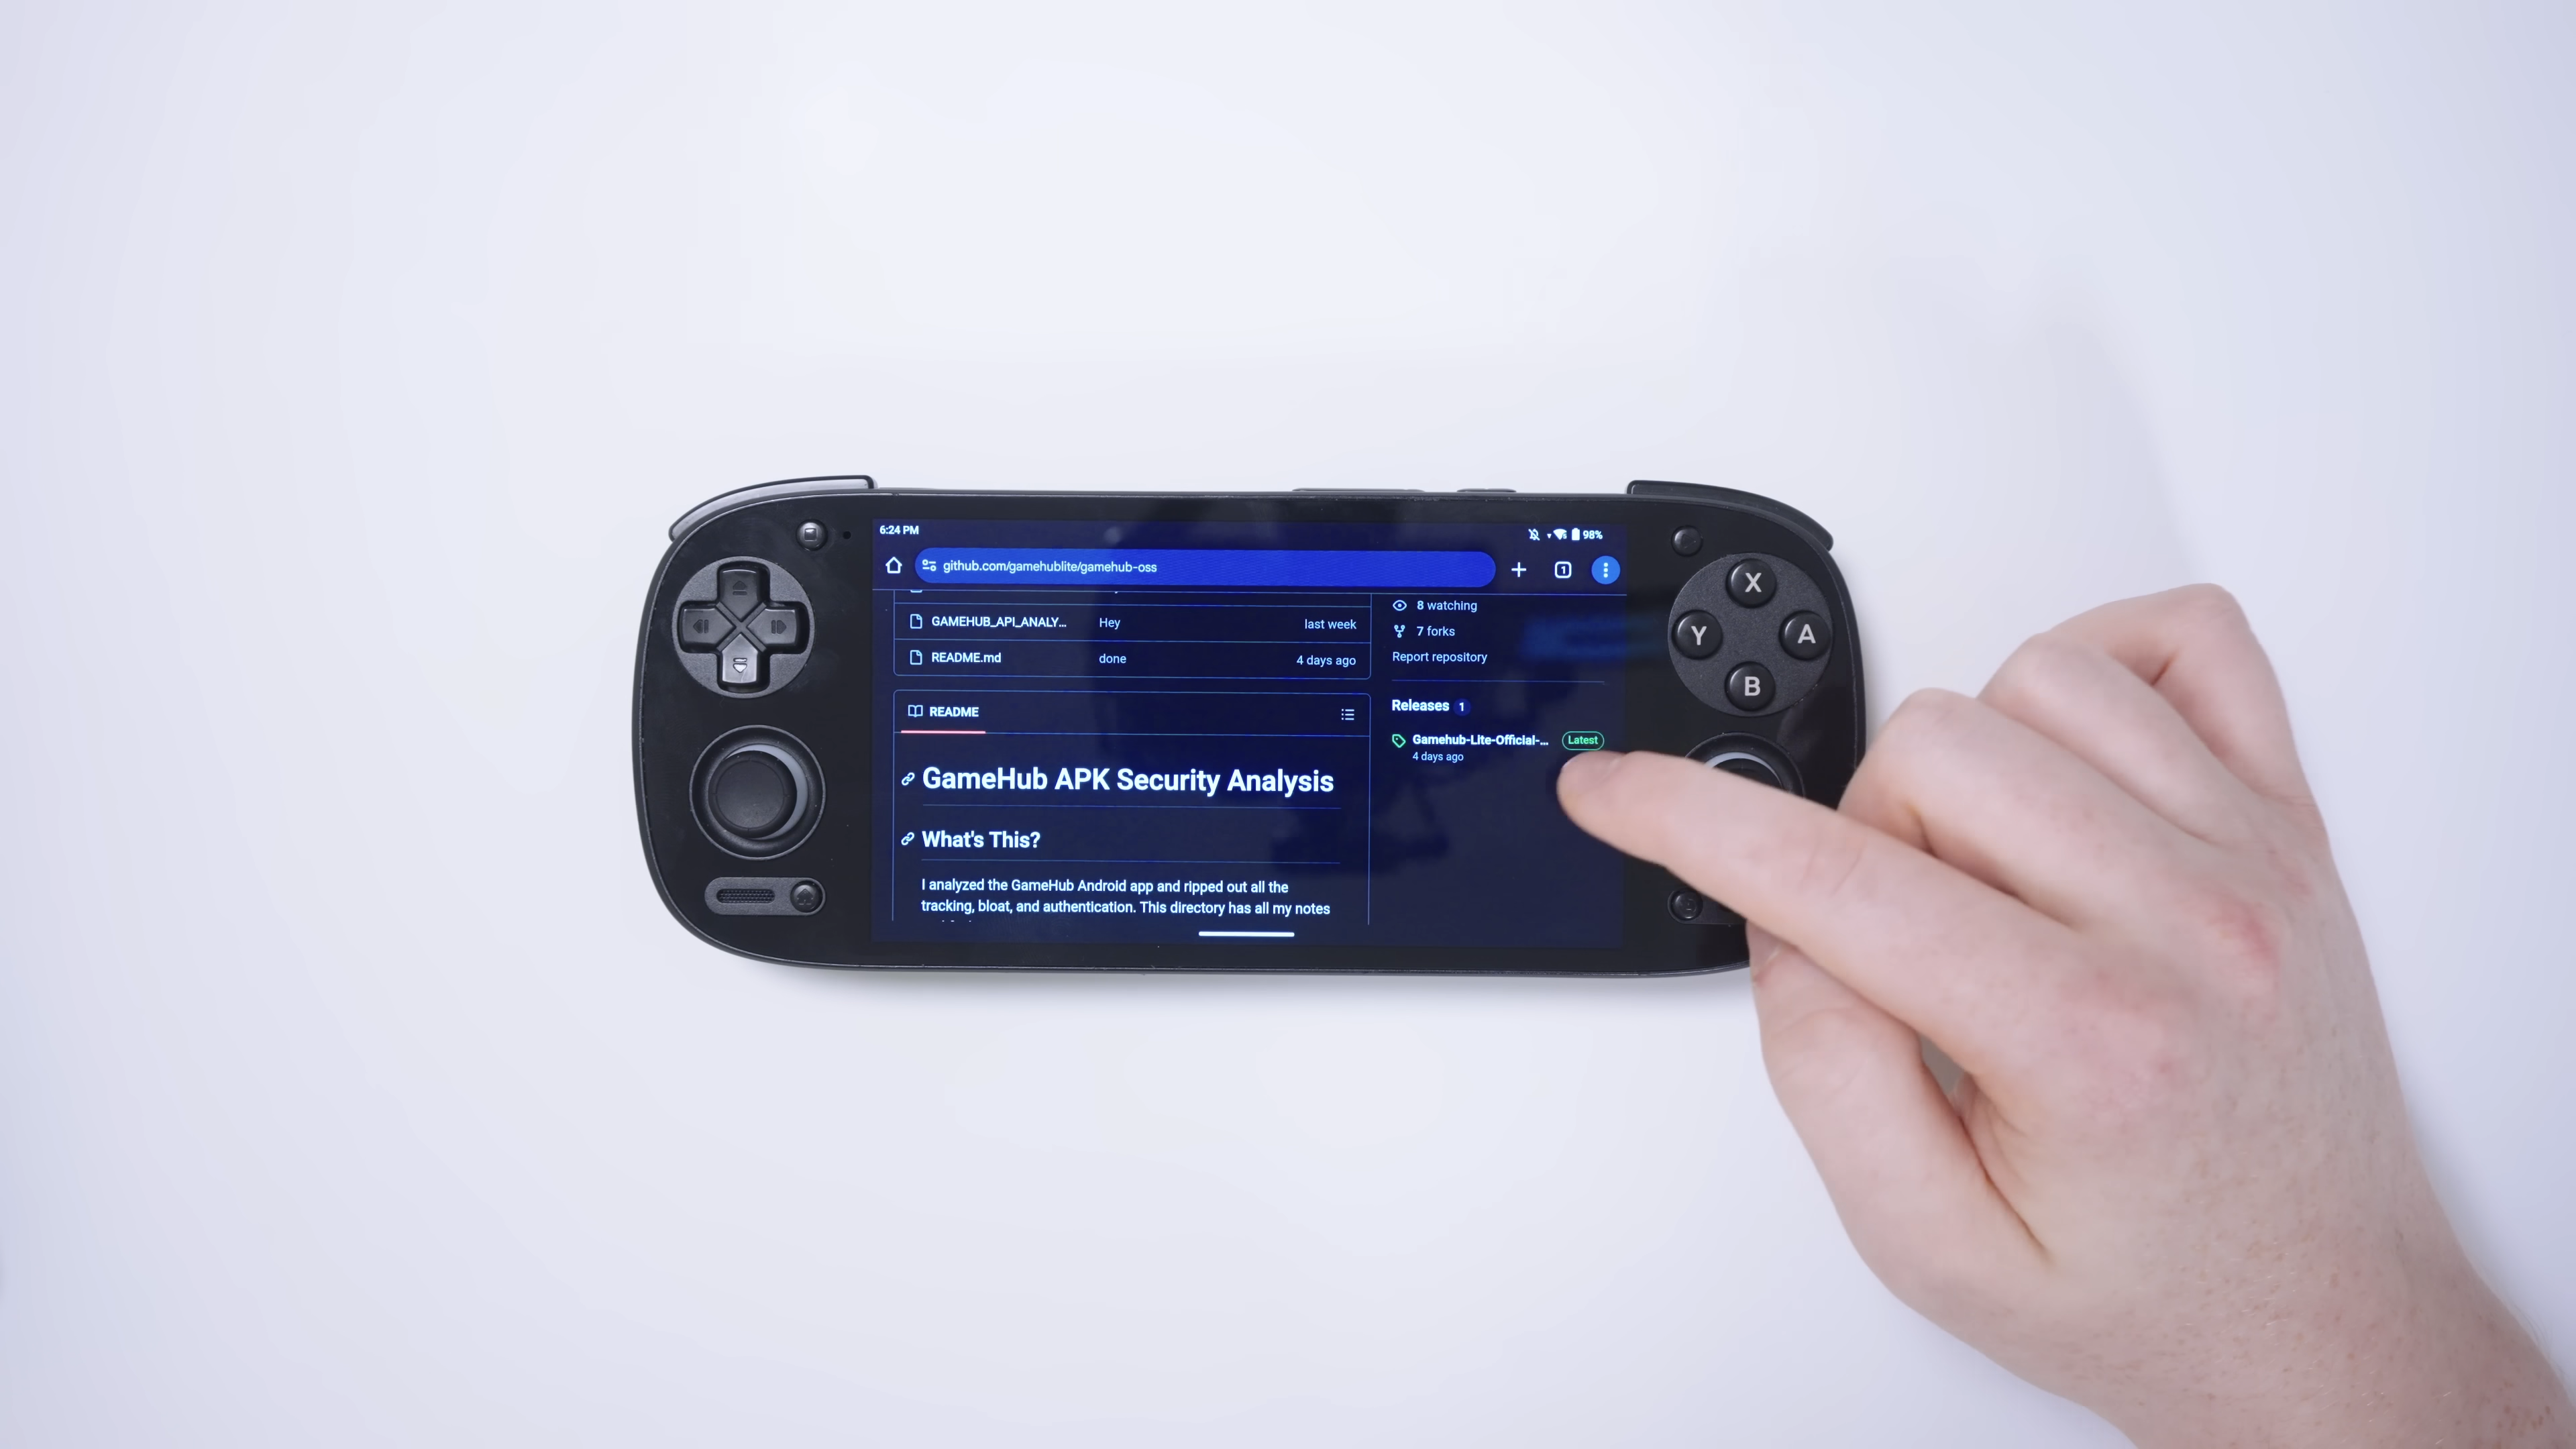 6:24 PM
98%
github.com/gamehublite/gamehub-oss
1
GAMEHUB_API_ANALY...
Hey
last week
README.md
done
4 days ago
README
GameHub APK Security Analysis
What's This?
I analyzed the GameHub Android app and ripped out all the
tracking, bloat, and authentication. This directory has all my notes
8 watching
7 forks
Report repository
Releases 1
Gamehub-Lite-Official-...
Latest
4 days ago
X
Y
A
B